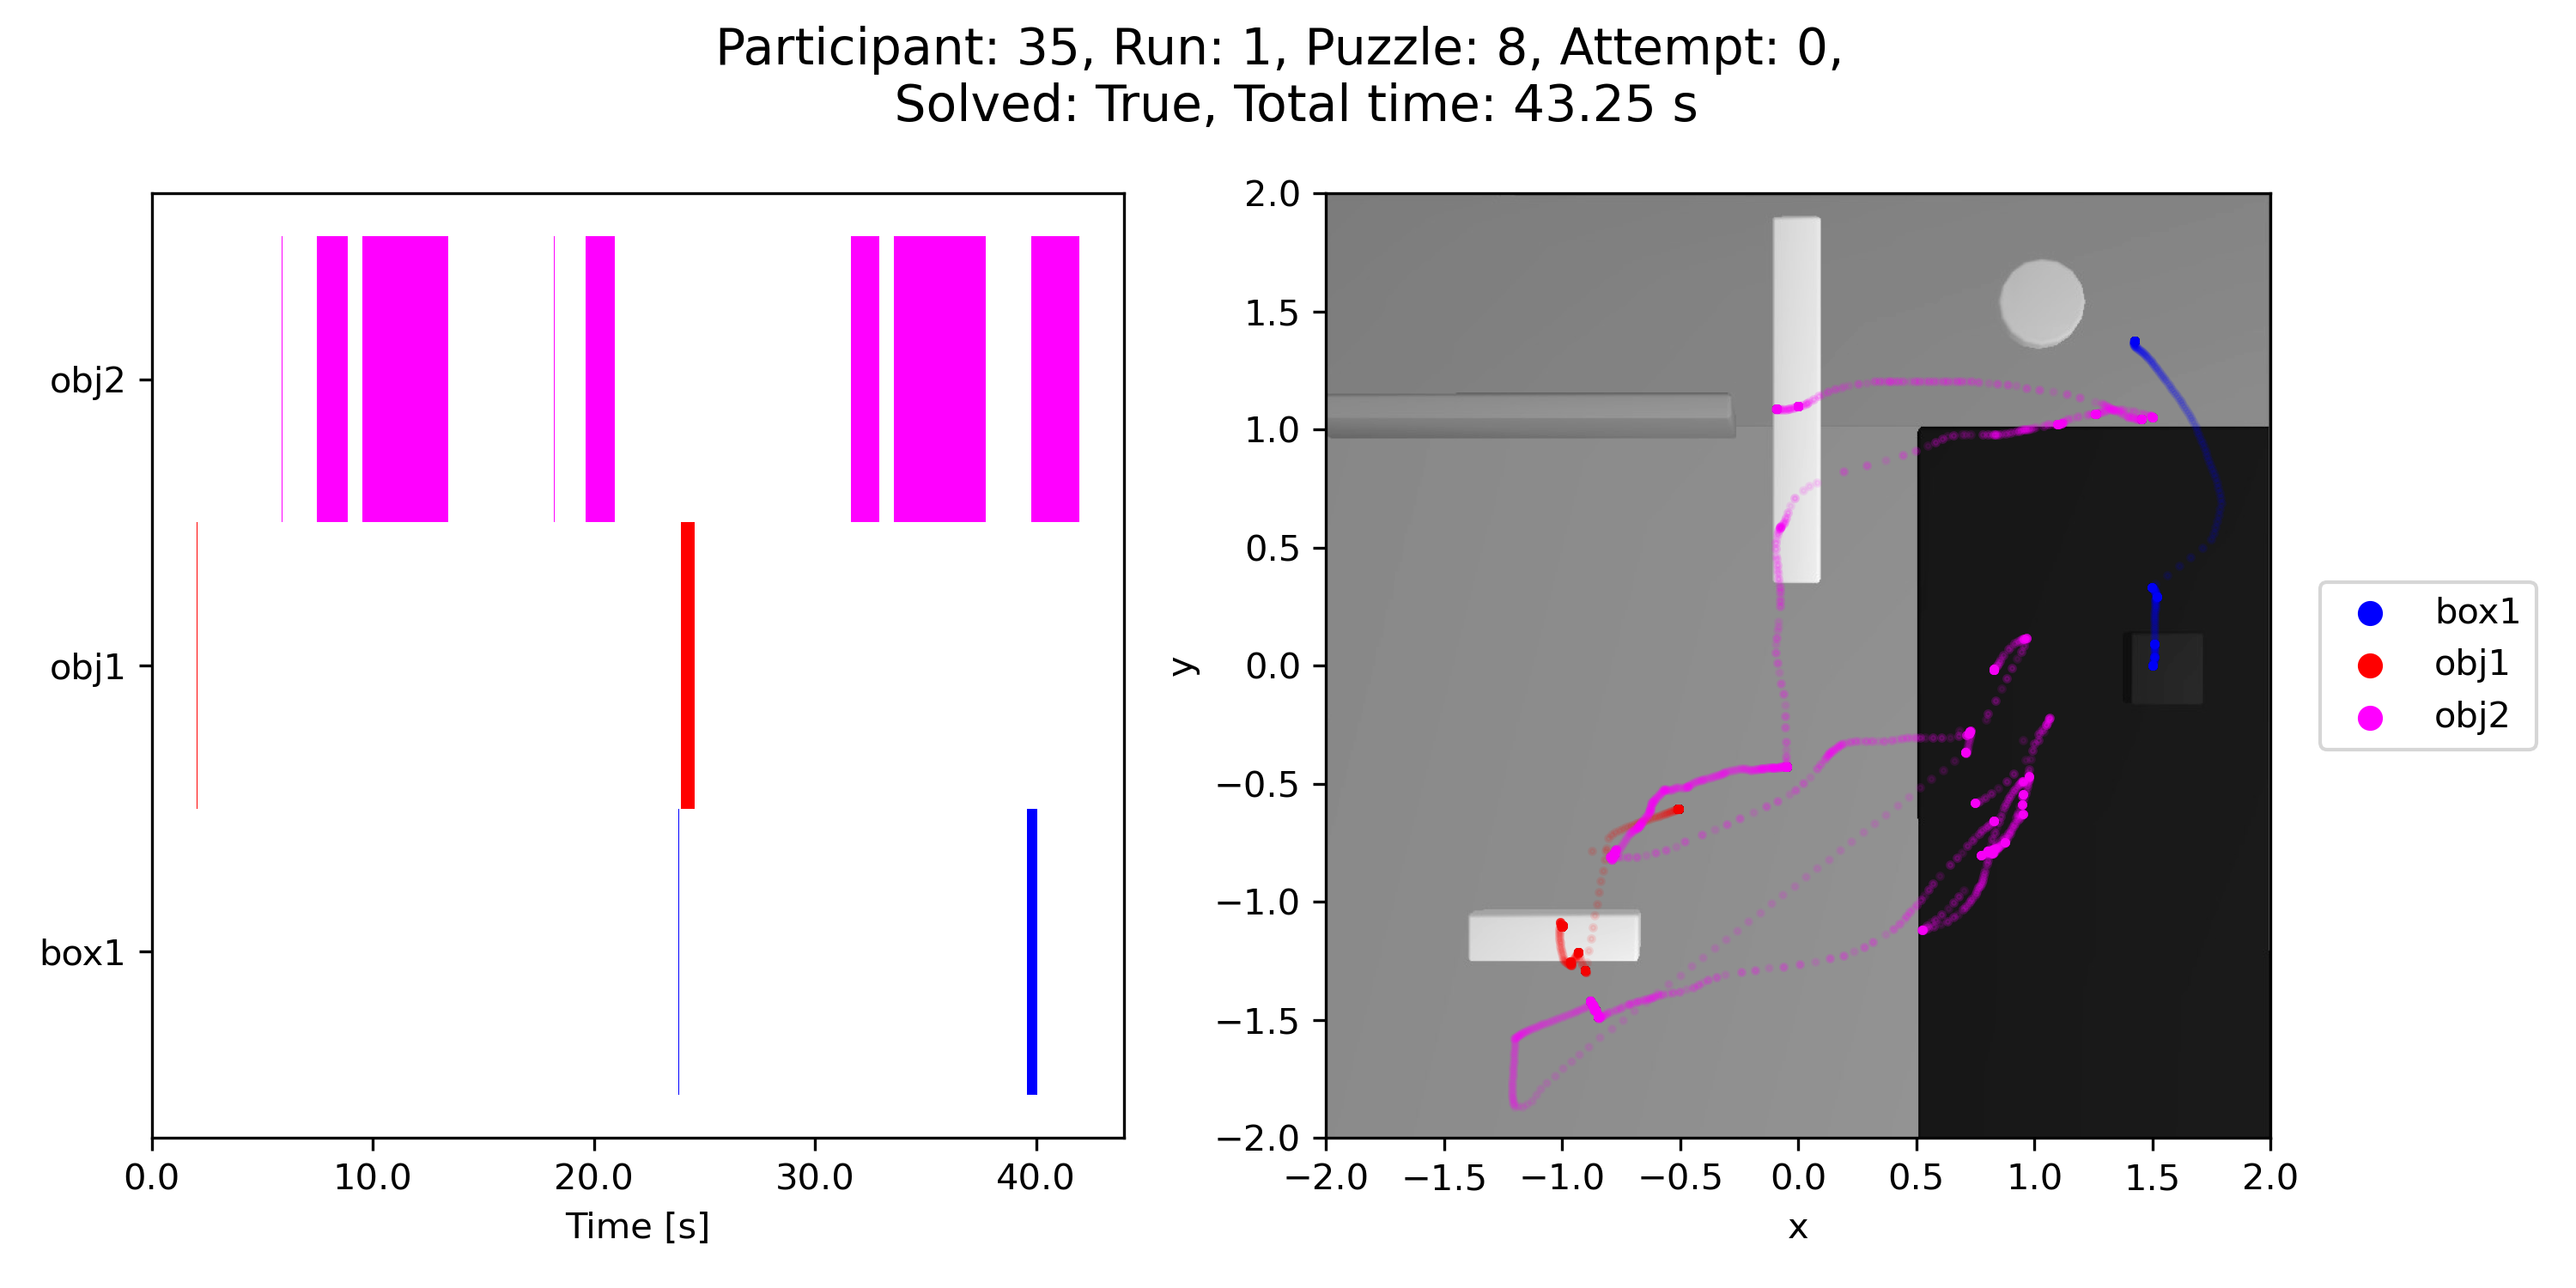 Participant: 35, Run: 1, Puzzle: 8, Attempt: 0,
Solved: True, Total time: 43.25 s
obj2
obj1
box1
0.0 10.0 20.0 30.0 40.0
Time [s]
2.0
1.5
1.0
0.5
0.0
−0.5
−1.0
−1.5
−2.0
y
−2.0 −1.5 −1.0 −0.5 0.0 0.5 1.0 1.5 2.0
x
box1
obj1
obj2